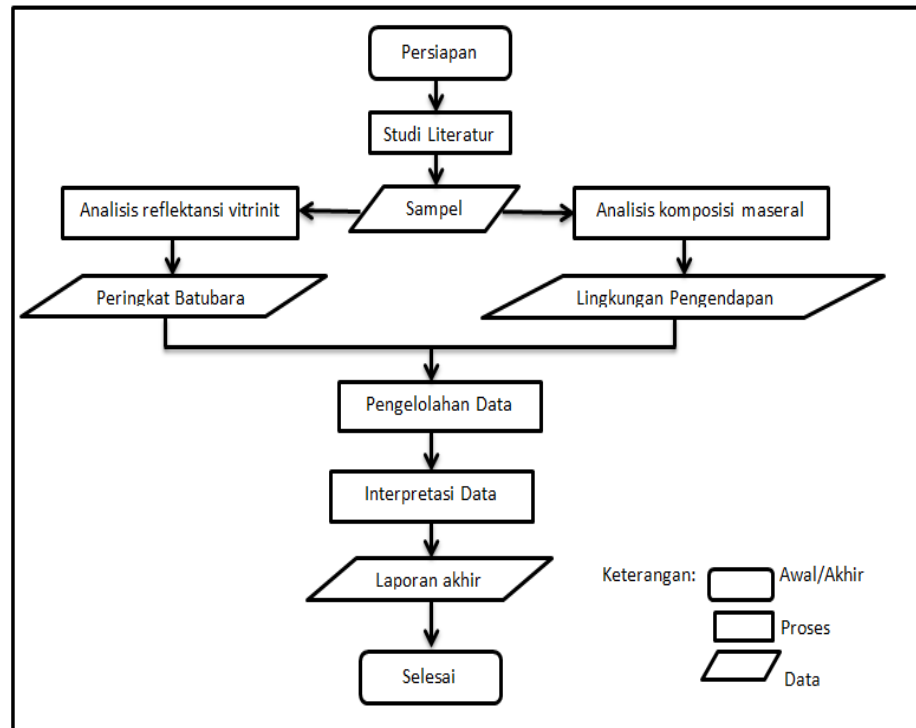 Persiapan
Studi Literatur
Analisis reflektansi vitrinit
Sampel
Analisis komposisi maseral
Peringkat Batubara
Lingkungan Pengendapan
Pengelolahan Data
Interpretasi Data
Laporan akhir
Selesai
Keterangan:
Awal/Akhir
Proses
Data